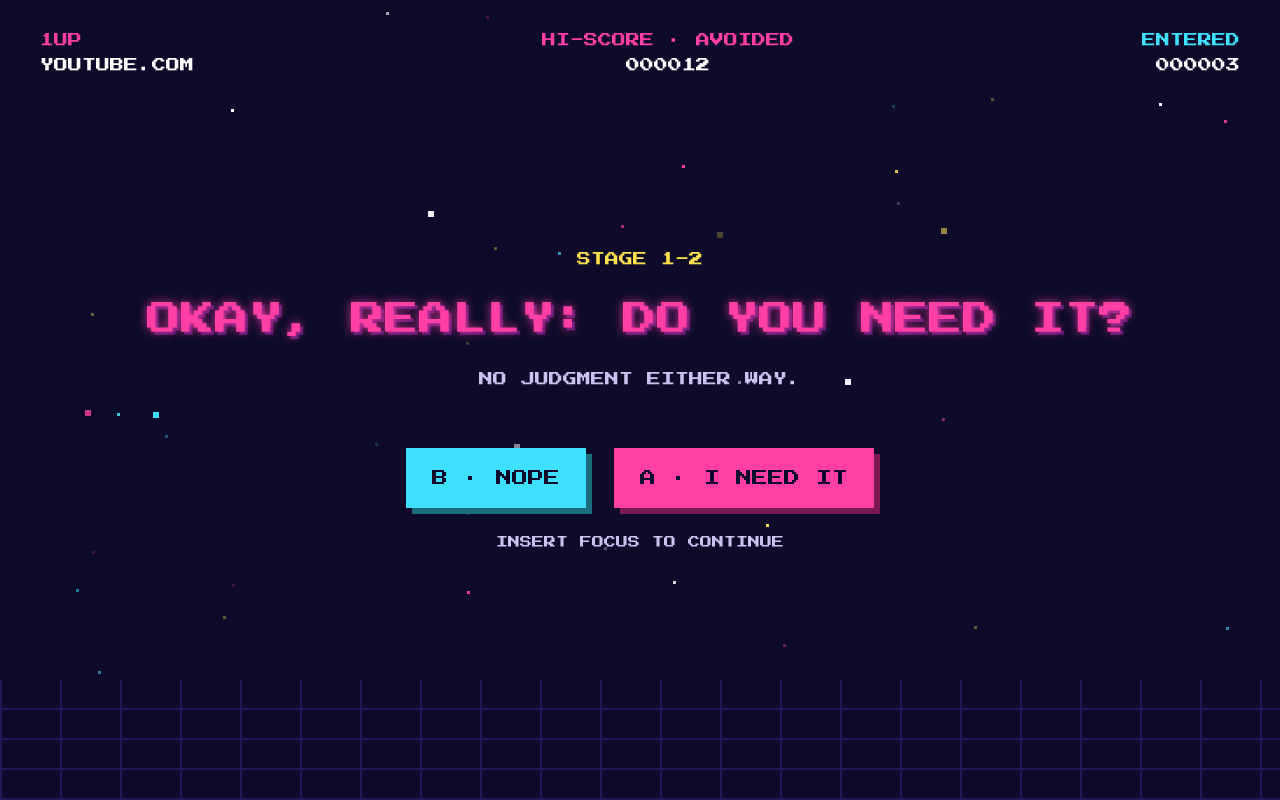 1UP
YOUTUBE.COM
HI-SCORE · AVOIDED
000012
ENTERED
000003
STAGE 1-2
OKAY, REALLY: DO YOU NEED IT?
NO JUDGMENT EITHER WAY.
B · NOPE
A · I NEED IT
INSERT FOCUS TO CONTINUE